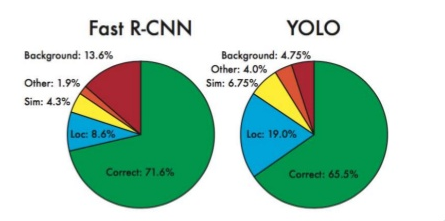 Fast R-CNN
Background: 13.6%
Other: 1.9%
Sim: 4.3%
Loc: 8.6%
Correct: 71.6%
YOLO
Background: 4.75%
Other: 4.0%
Sim: 6.75%
Loc: 19.0%
Correct: 65.5%